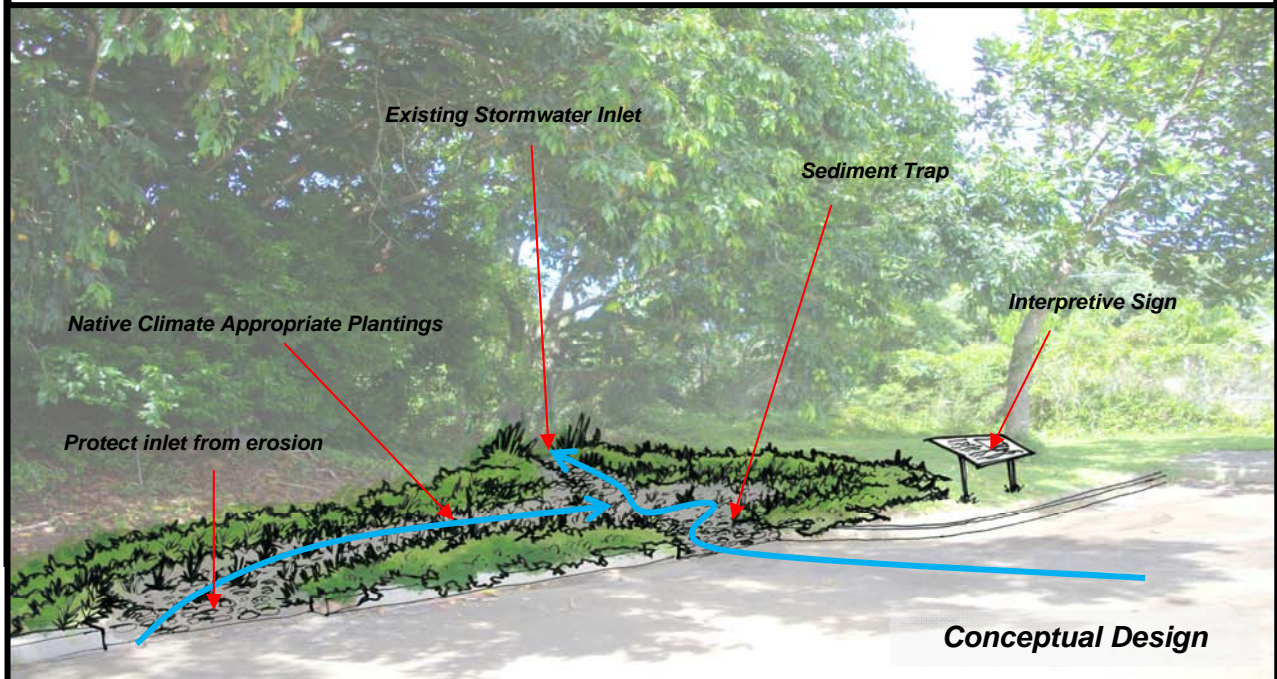 Existing Stormwater Inlet
Sediment Trap
Interpretive Sign
Native Climate Appropriate Plantings
Protect inlet from erosion
Conceptual Design